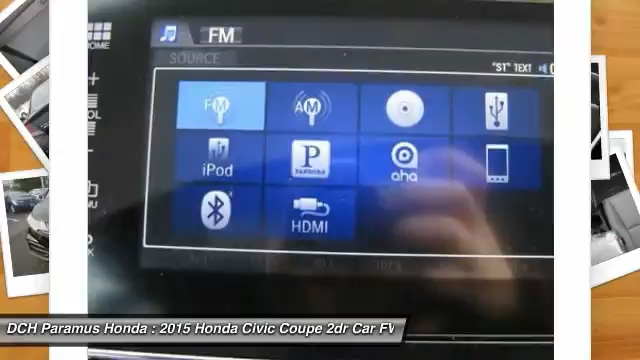 HOME
FM
SOURCE
"ST" TEXT
FM
AM
iPod
P
PANDORA
aha
HDMI
DCH Paramus Honda : 2015 Honda Civic Coupe 2dr Car FV